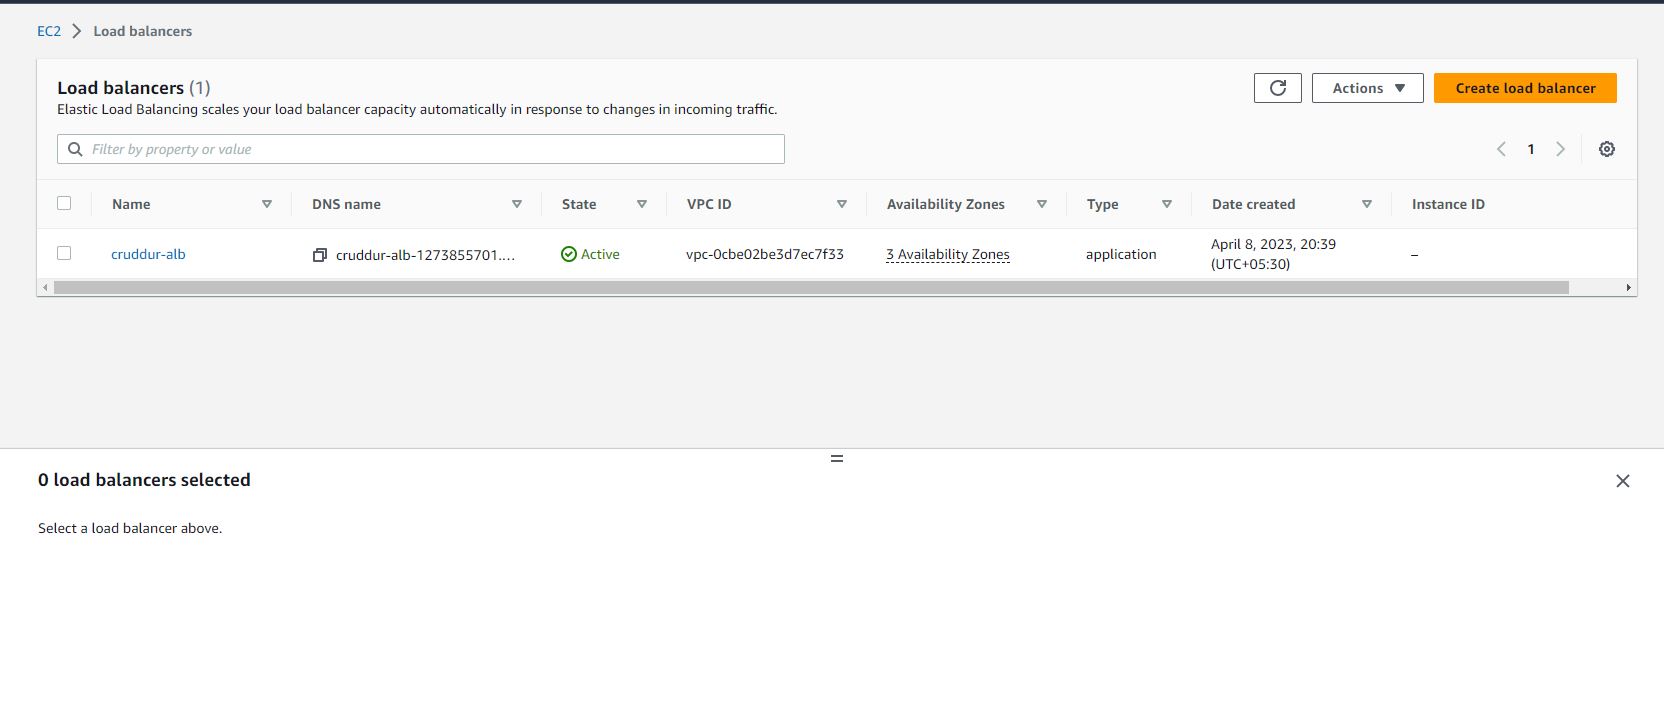 EC2 > Load balancers
Load balancers (1)
Elastic Load Balancing scales your load balancer capacity automatically in response to changes in incoming traffic.
Actions
Create load balancer
Filter by property or value
1
Name DNS name State VPC ID Availability Zones Type Date created Instance ID
cruddur-alb cruddur-alb-1273855701.... Active vpc-0cbe02be3d7ec7f33 3 Availability Zones application April 8, 2023, 20:39 –
(UTC+05:30)
0 load balancers selected
Select a load balancer above.